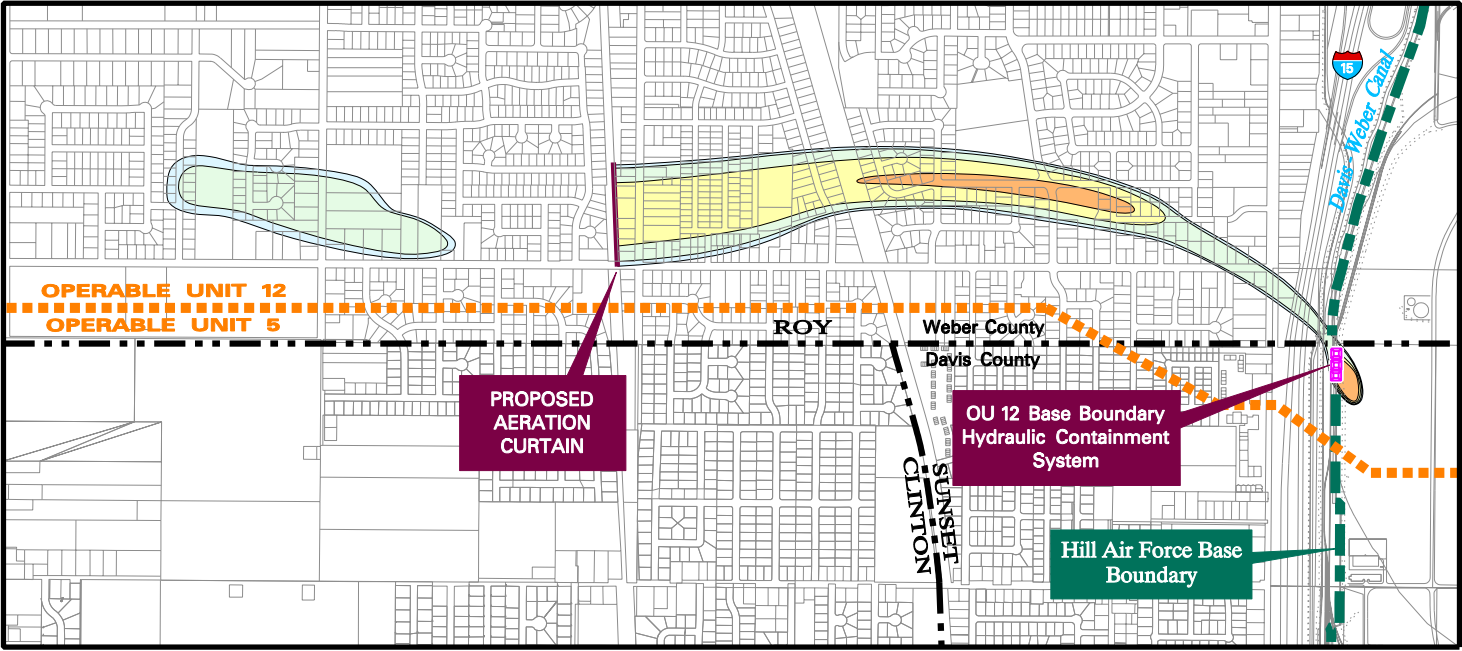 15
Davis - Weber Canal
OPERABLE UNIT 12
OPERABLE UNIT 5
ROY
Weber County
Davis County
PROPOSED
AERATION
CURTAIN
OU 12 Base Boundary
Hydraulic Containment
System
SUNSET
CLINTON
Hill Air Force Base
Boundary